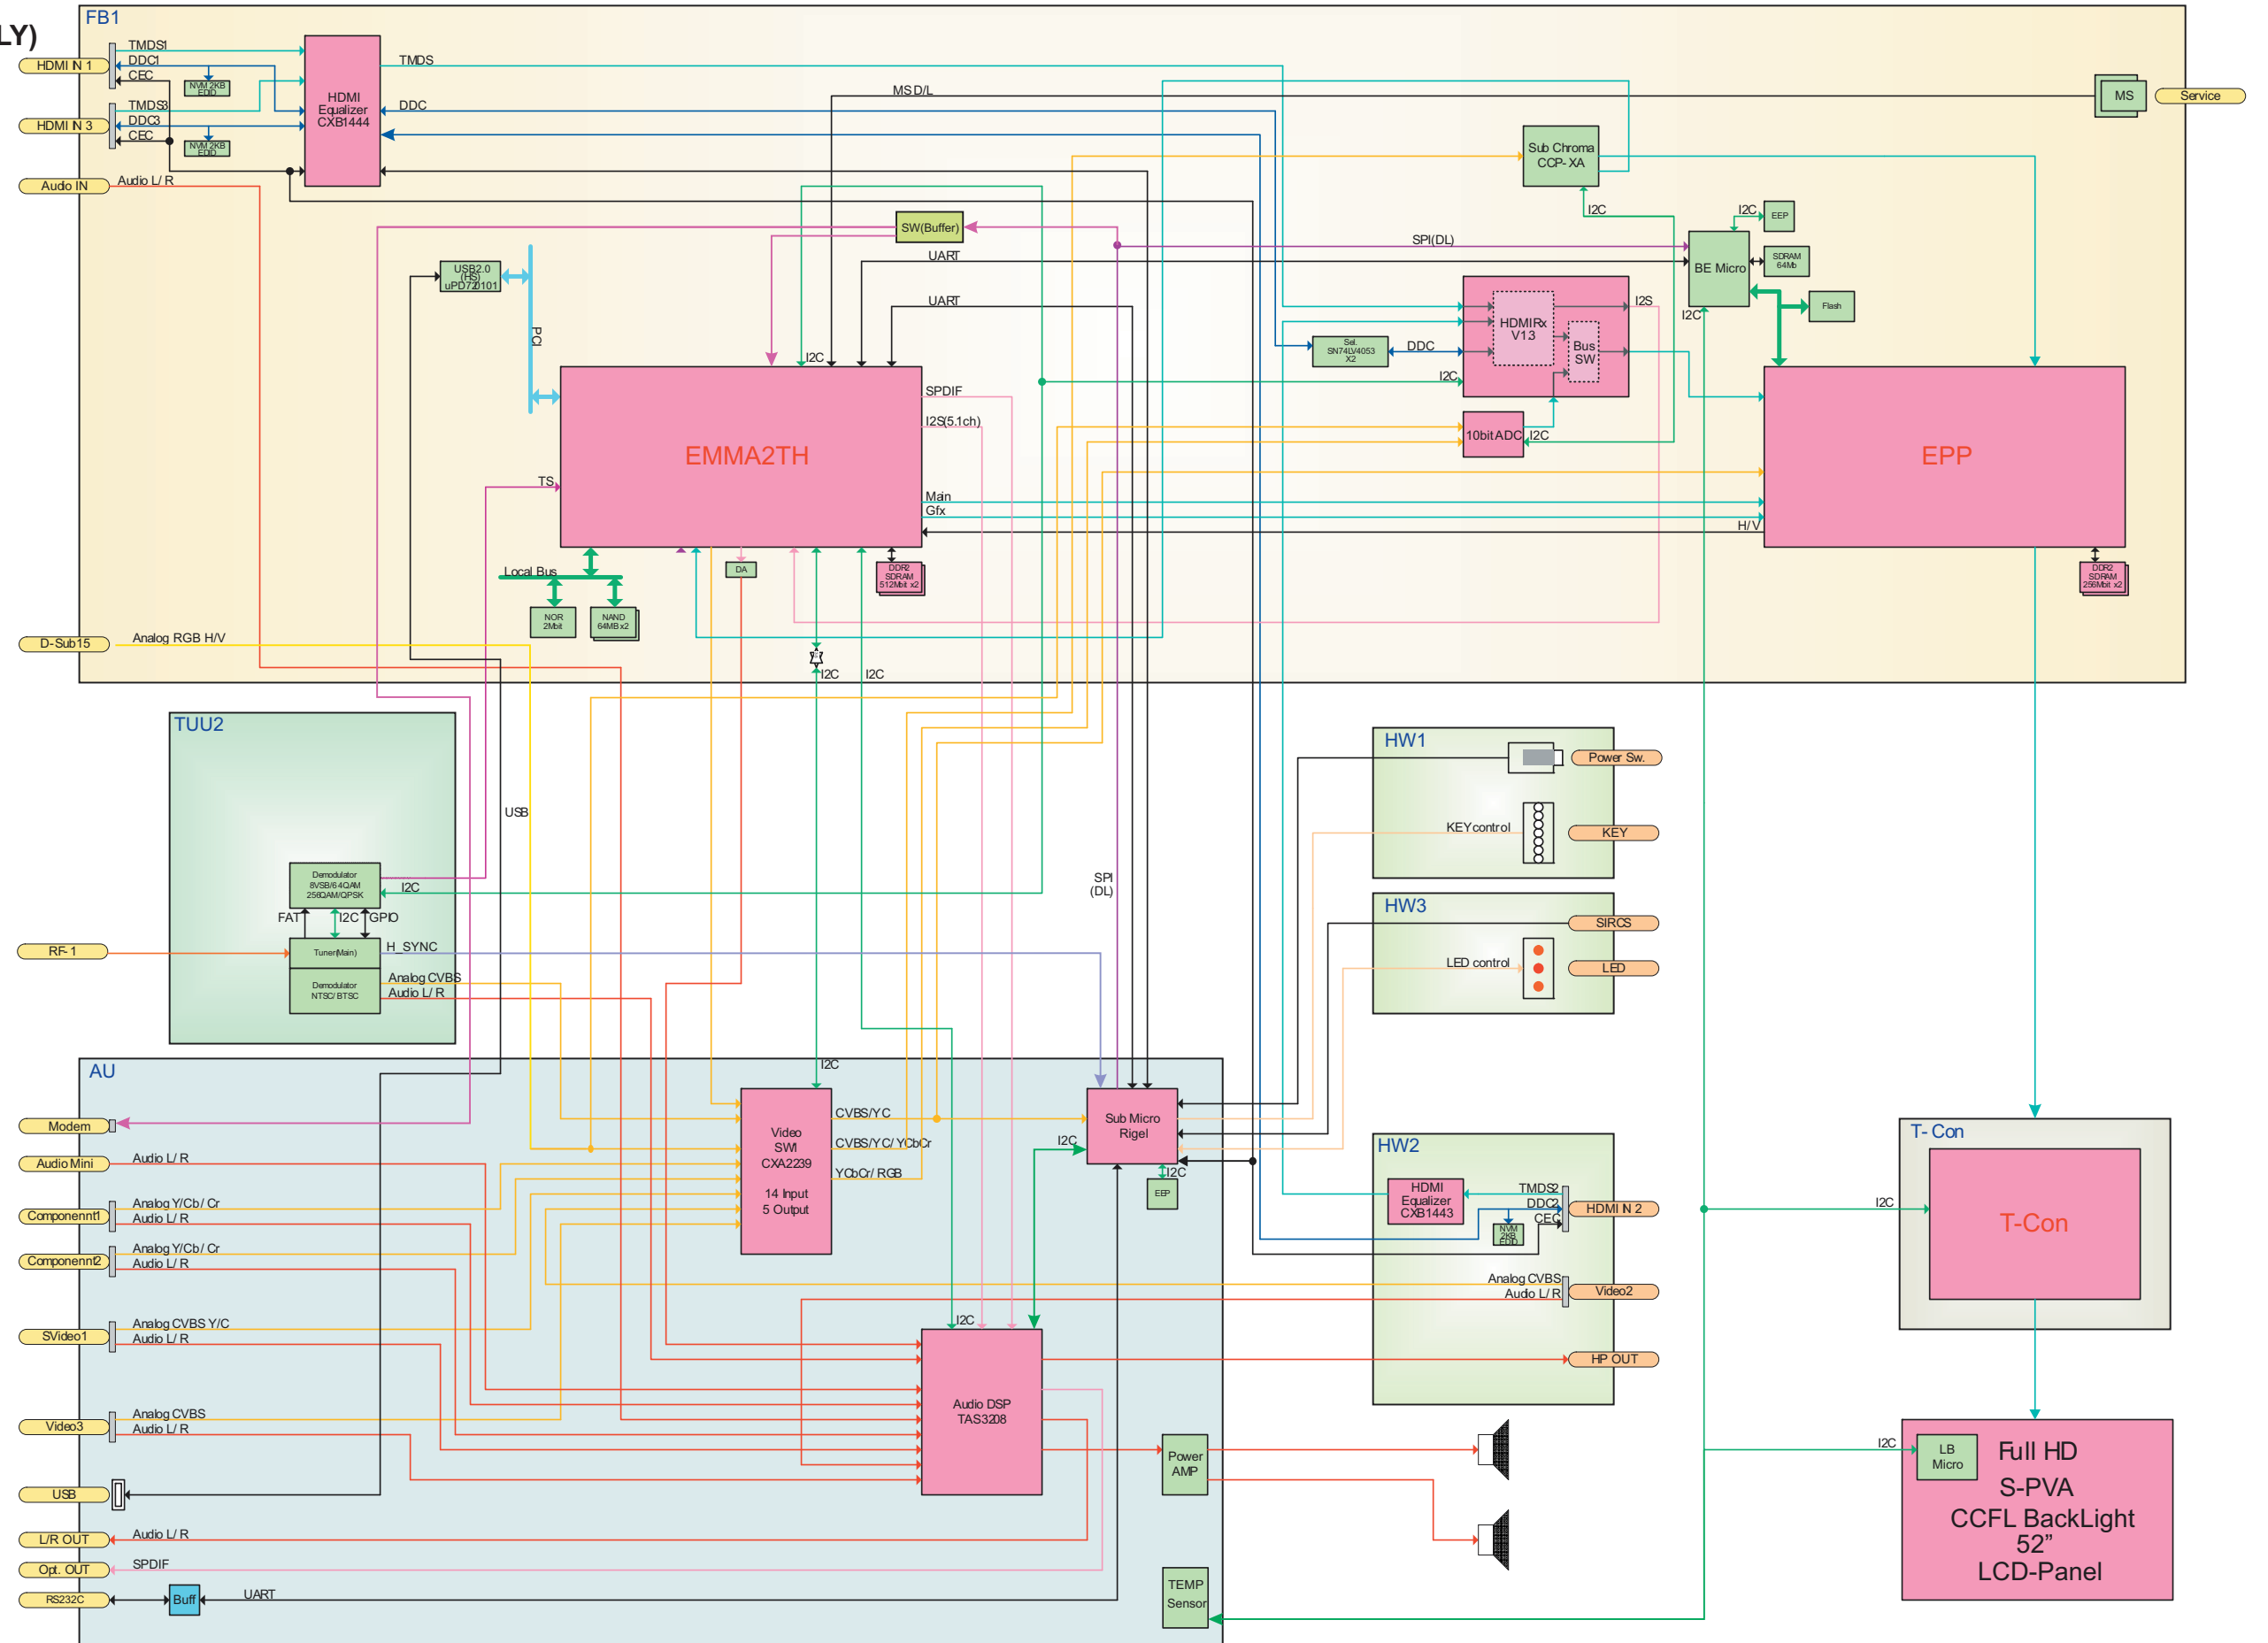 LY)
FB1
HDMI IN 1
TMDS1
DDC1
CEC
NVM 2KB
EDID
HDMI IN 3
TMDS3
DDC3
CEC
NVM 2KB
EDID
HDMI
Equalizer
CXB1444
TMDS
DDC
MS D/L
MS
Service
Audio IN
Audio L/ R
Sub Chroma
CCP- XA
I2C
SW(Buffer)
USB2.0
(HS)
uPD720101
PCI
SPI(DL)
UART
UART
I2C
EEP
BE Micro
SDRAM
64Mb
Flash
I2C
I2S
HDMIRx
V1.3
Bus
SW
Sel.
SN74LV4053
X2
DDC
I2C
10bit ADC
I2C
I2C
EMMA2TH
SPDIF
I2S(5.1ch)
TS
Main
Gfx
H/ V
EPP
Local Bus
NOR
2Mbit
NAND
64MB x2
DA
DDR2
SDRAM
512Mbit x2
DDR2
SDRAM
256Mbit x2
D-Sub15
Analog RGB H/V
I2C
I2C
TUU2
USB
Demodulator
8VSB/64QAM
256QAM/QPSK
I2C
FAT
I2C
GPIO
RF- 1
Tuner(Main)
H_SYNC
Demodulator
NTSC/ BTSC
Analog CVBS
Audio L/ R
SPI
(DL)
HW1
Power Sw.
KEY control
KEY
HW3
SIRCS
LED control
LED
AU
I2C
Modem
Audio Mini
Audio L/ R
Componennt1
Analog Y/Cb / Cr
Audio L/ R
Componennt2
Analog Y/Cb / Cr
Audio L/ R
SVideo1
Analog CVBS Y/C
Audio L/ R
Video3
Analog CVBS
Audio L/ R
USB
L/R OUT
Audio L/ R
Opt. OUT
SPDIF
RS232C
Buff
UART
Video
SWI
CXA2239
14 Input
5 Output
CVBS/YC
CVBS/YC/ YCbCr
YCbCr/ RGB
Sub Micro
Rigel
I2C
I2C
EEP
I2C
Audio DSP
TAS3208
Power
AMP
TEMP
Sensor
HW2
HDMI
Equalizer
CXB1443
TMDS2
DDC2
CEC
NVM
2KB
EDID
HDMI IN 2
Analog CVBS
Audio L/ R
Video2
HP OUT
T- Con
I2C
T-Con
I2C
LB
Micro
Full HD
S-PVA
CCFL BackLight
52”
LCD-Panel